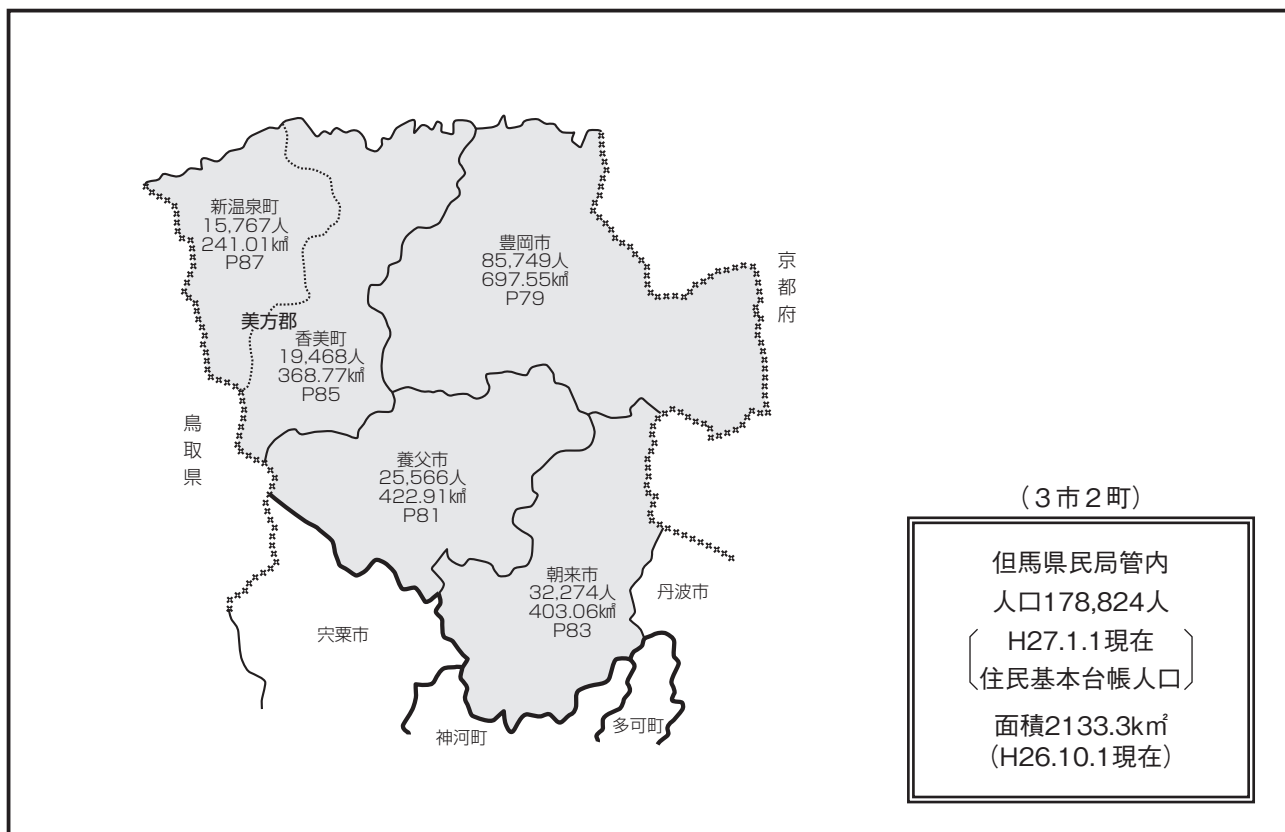 新温泉町
15,767人
241.01㎢
P87
豊岡市
85,749人
697.55㎢
P79
京都府
美方郡
香美町
19,468人
368.77㎢
P85
鳥取県
養父市
25,566人
422.91㎢
P81
朝来市
32,274人
403.06㎢
P83
丹波市
宍粟市
神河町
多可町
(3市2町)
但馬県民局管内
人口178,824人
H27.1.1現在
住民基本台帳人口
面積2133.3k㎡
(H26.10.1現在)